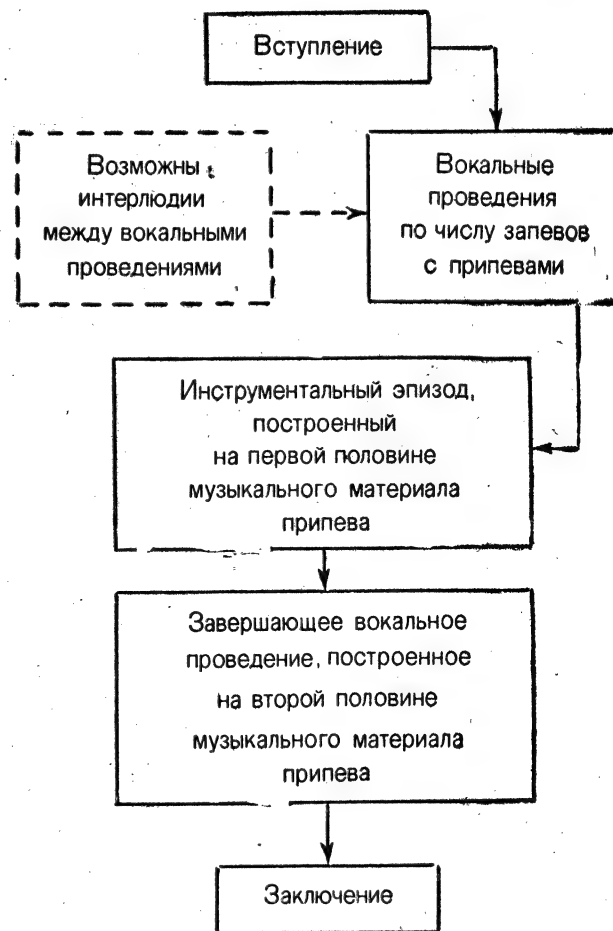 Вступление
Возможны
интерлюдии
между вокальными
проведениями
Вокальные
проведения
по числу запевов
с припевами
Инструментальный эпизод,
построенный
на первой половине
музыкального материала
припева
Завершающее вокальное
проведение, построенное
на второй половине
музыкального материала
припева
Заключение